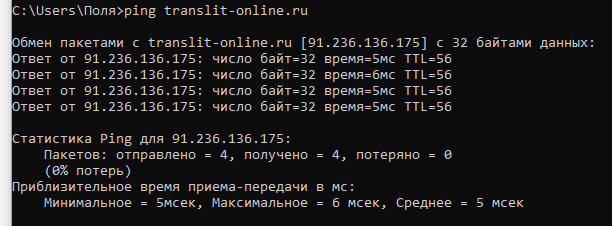 C:\Users\Поля>ping translit-online.ru
Обмен пакетами с translit-online.ru [91.236.136.175] с 32 байтами данных:
Ответ от 91.236.136.175: число байт=32 время=5мс TTL=56
Ответ от 91.236.136.175: число байт=32 время=6мс TTL=56
Ответ от 91.236.136.175: число байт=32 время=5мс TTL=56
Ответ от 91.236.136.175: число байт=32 время=5мс TTL=56
Статистика Ping для 91.236.136.175:
Пакетов: отправлено = 4, получено = 4, потеряно = 0
(0% потерь)
Приблизительное время приема-передачи в мс:
Минимальное = 5мсек, Максимальное = 6 мсек, Среднее = 5 мсек